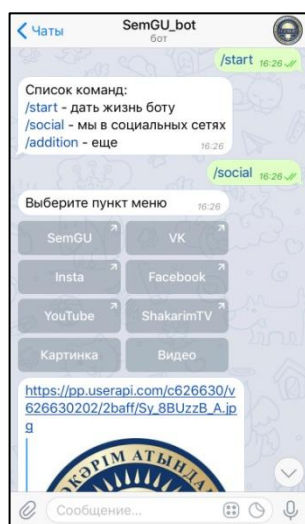 Чаты
SemGU_bot
бот
/start 16:26
Список команд:
/start - дать жизнь боту
/social - мы в социальных сетях
/addition - еще 16:26
/social 16:26
Выберите пункт меню 16:26
SemGU VK
Insta Facebook
YouTube ShakarimTV
Картинка Видео
https://pp.userapi.com/c626630/v
626630202/2baff/Sy_8BUzzB_A.jp
g
ӘКӘРІМ АТЫНДА
Сообщение...